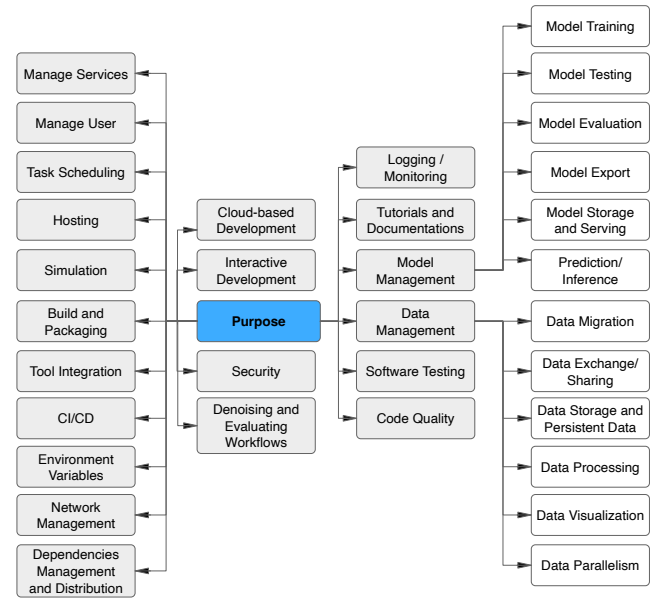 Manage Services
Manage User
Task Scheduling
Hosting
Simulation
Build and
Packaging
Tool Integration
CI/CD
Environment
Variables
Network
Management
Dependencies
Management
and Distribution
Cloud-based
Development
Interactive
Development
Purpose
Security
Denoising and
Evaluating
Workflows
Logging /
Monitoring
Tutorials and
Documentations
Model
Management
Data
Management
Software Testing
Code Quality
Model Training
Model Testing
Model Evaluation
Model Export
Model Storage
and Serving
Prediction/
Inference
Data Migration
Data Exchange/
Sharing
Data Storage and
Persistent Data
Data Processing
Data Visualization
Data Parallelism